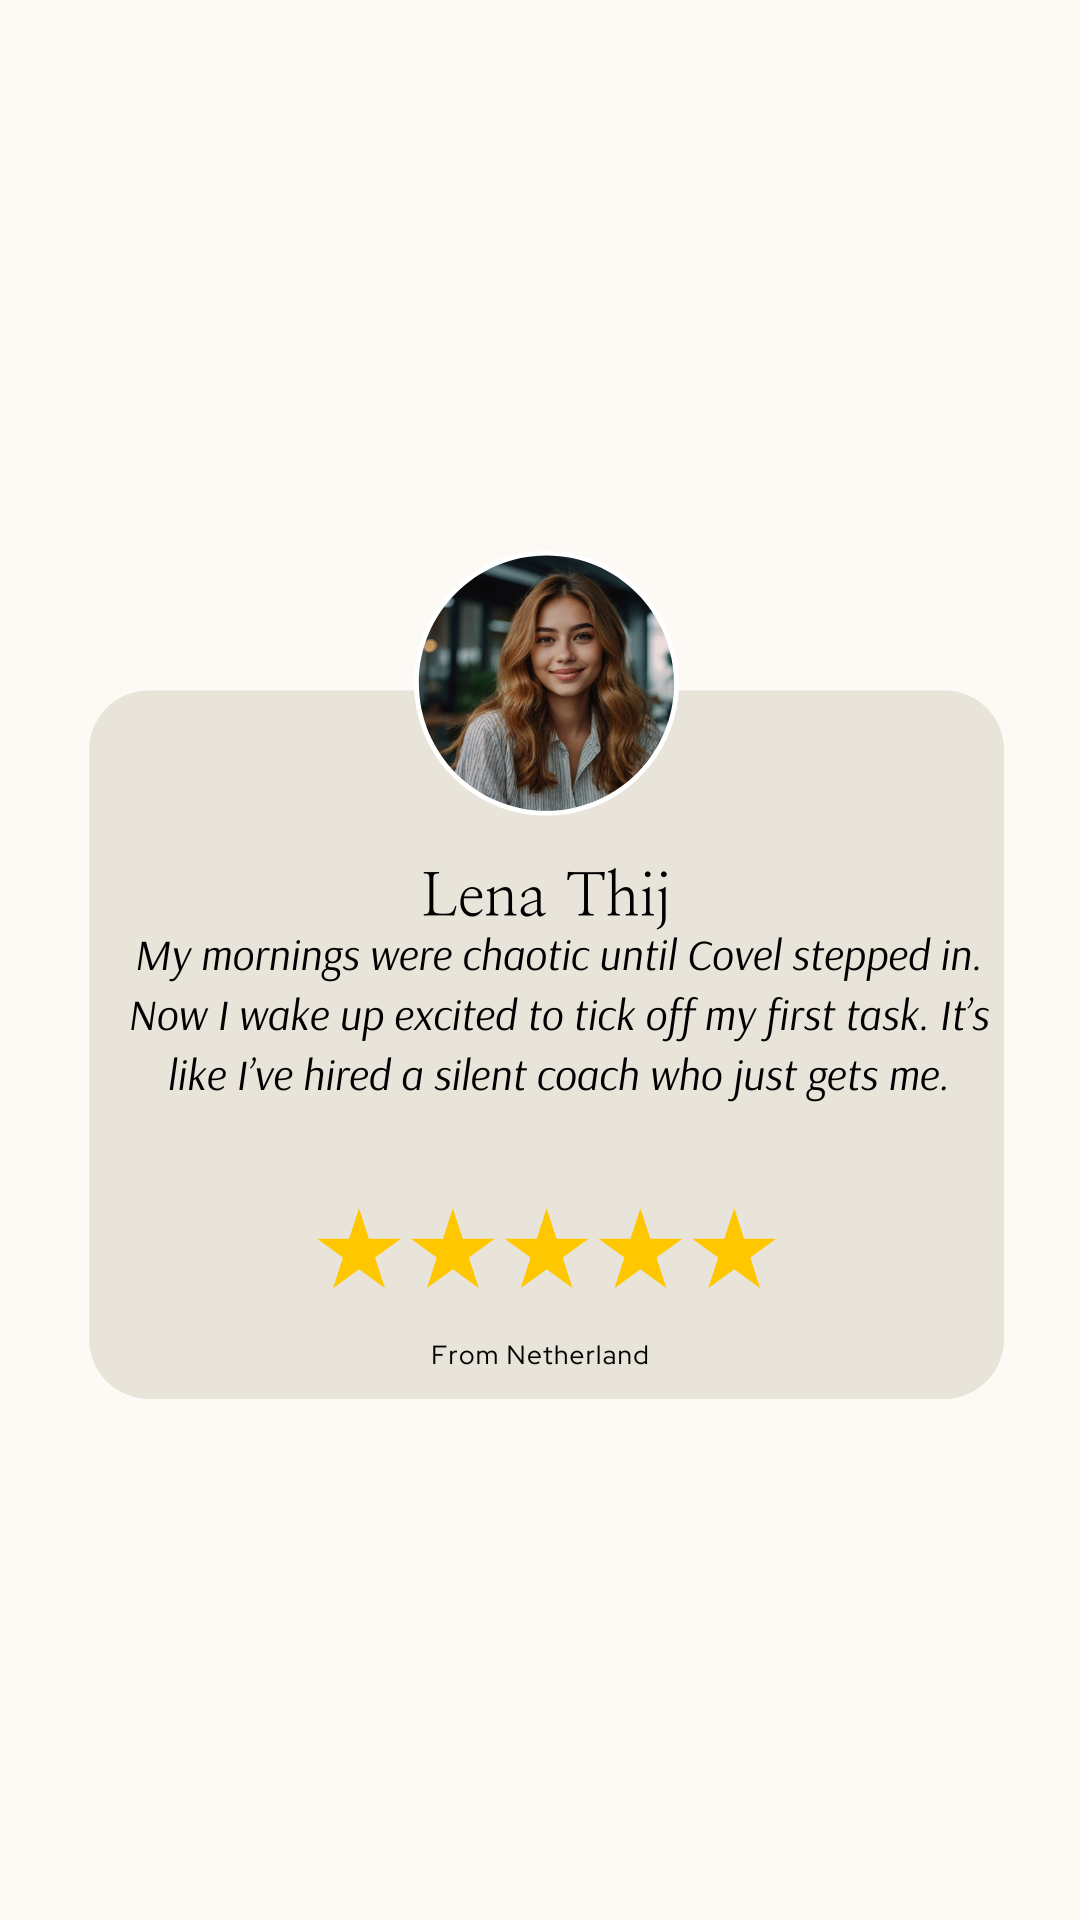 Lena Thij
My mornings were chaotic until Covel stepped in.
Now I wake up excited to tick off my first task. It’s
like I’ve hired a silent coach who just gets me.
From Netherland